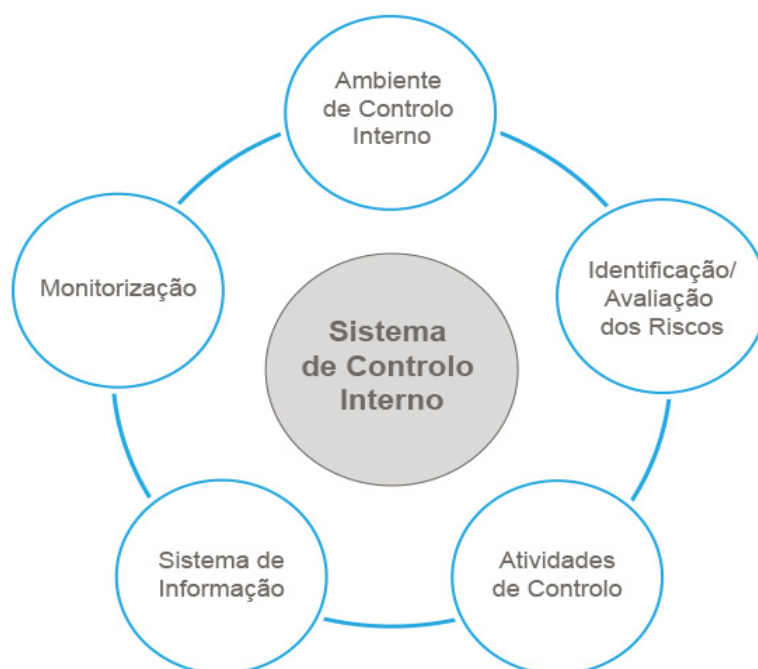 Ambiente
de Controlo
Interno
Identificação/
Avaliação
dos Riscos
Monitorização
Sistema
de Controlo
Interno
Sistema de
Informação
Atividades
de Controlo